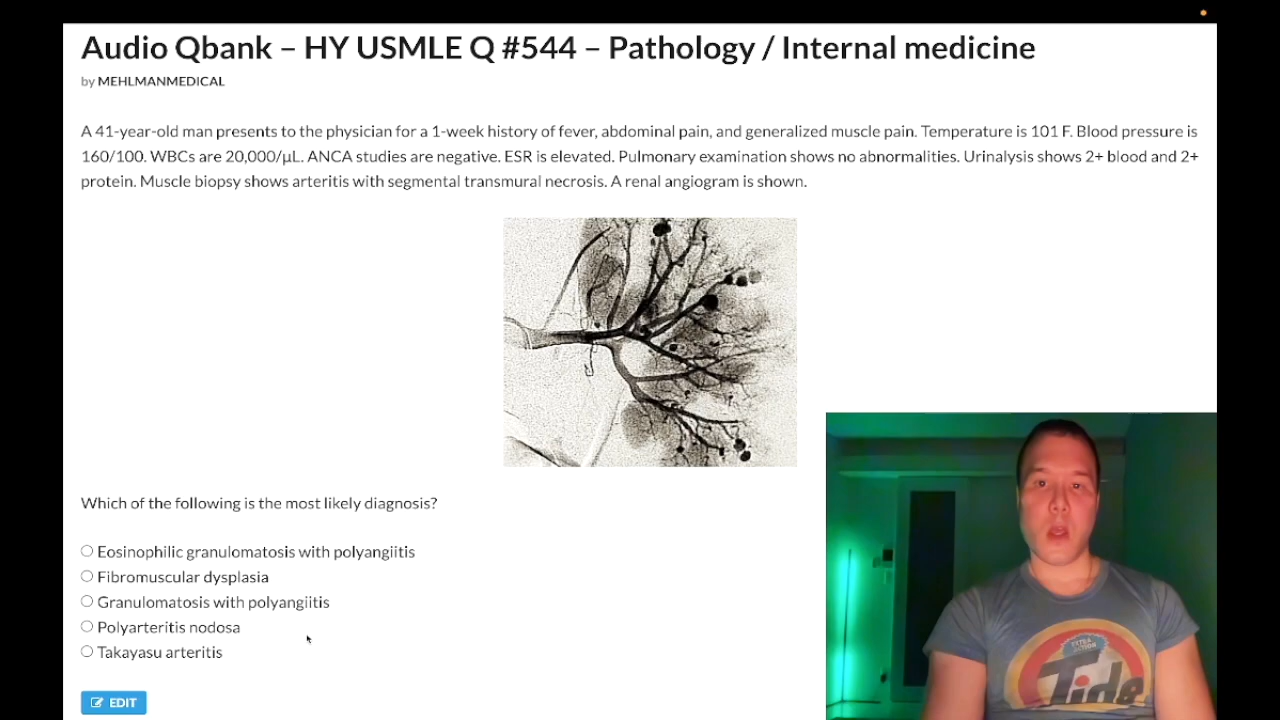 Audio Qbank – HY USMLE Q #544 – Pathology / Internal medicine
by MEHLMANMEDICAL
A 41-year-old man presents to the physician for a 1-week history of fever, abdominal pain, and generalized muscle pain. Temperature is 101 F. Blood pressure is
160/100. WBCs are 20,000/µL. ANCA studies are negative. ESR is elevated. Pulmonary examination shows no abnormalities. Urinalysis shows 2+ blood and 2+
protein. Muscle biopsy shows arteritis with segmental transmural necrosis. A renal angiogram is shown.
Which of the following is the most likely diagnosis?
Eosinophilic granulomatosis with polyangiitis
Fibromuscular dysplasia
Granulomatosis with polyangiitis
Polyarteritis nodosa
Takayasu arteritis
EDIT
Tide